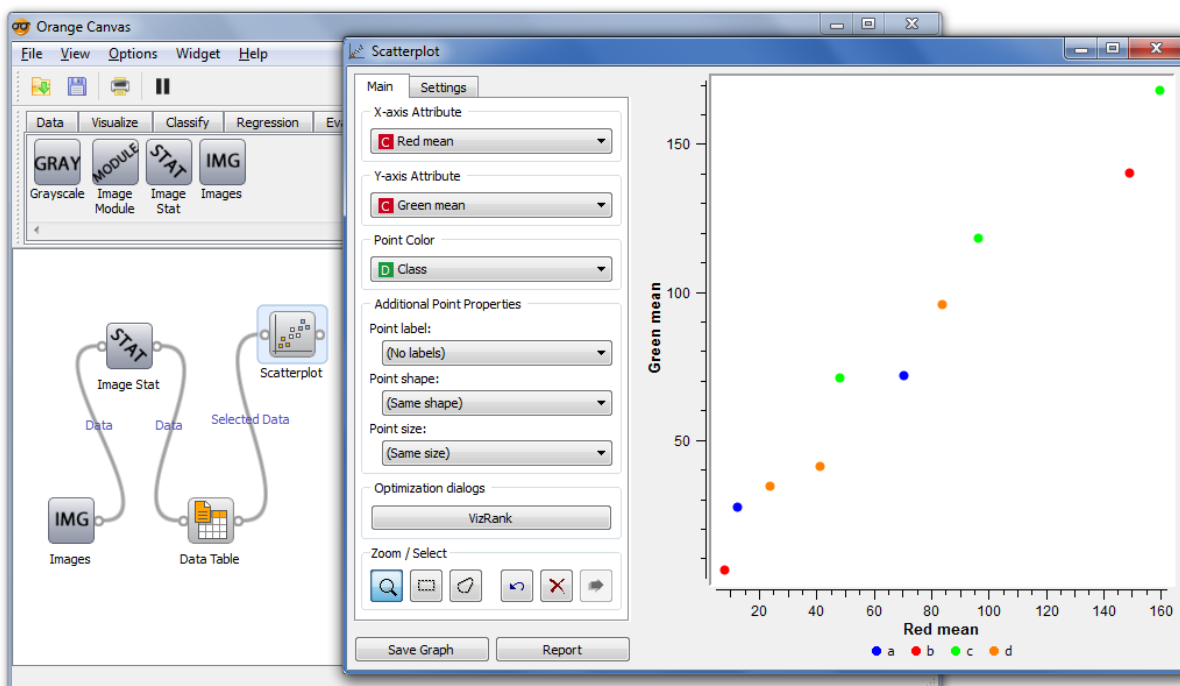 Orange Canvas
File View Options Widget Help
Data Visualize Classify Regression
GRAY MODULE STAT IMG
Grayscale Image Module Image Stat Images
STAT
Image Stat
Scatterplot
Data Data Selected Data
IMG
Images
Data Table
Scatterplot
Main Settings
X-axis Attribute
C Red mean
Y-axis Attribute
C Green mean
Point Color
D Class
Additional Point Properties
Point label:
(No labels)
Point shape:
(Same shape)
Point size:
(Same size)
Optimization dialogs
VizRank
Zoom / Select
Save Graph Report
Green mean
150
100
50
20 40 60 80 100 120 140 160
Red mean
a b c d